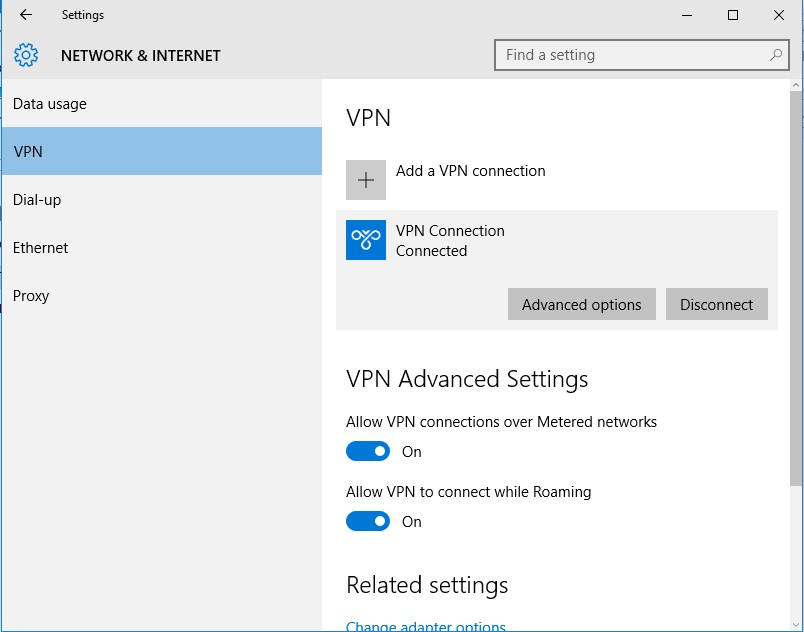 Settings
NETWORK & INTERNET
Find a setting
Data usage
VPN
Dial-up
Ethernet
Proxy
VPN
Add a VPN connection
VPN Connection
Connected
Advanced options
Disconnect
VPN Advanced Settings
Allow VPN connections over Metered networks
On
Allow VPN to connect while Roaming
On
Related settings
Change adapter options